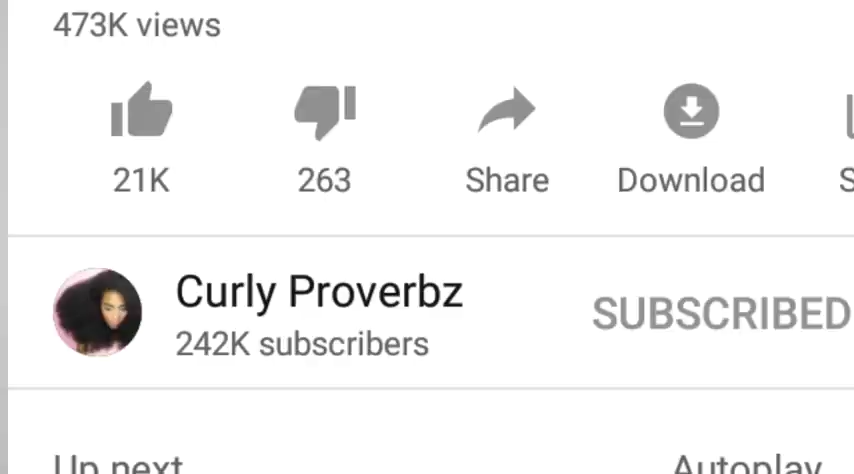 473K views
21K 263 Share Download S
Curly Proverbz
242K subscribers
SUBSCRIBED
Up next Autoplay